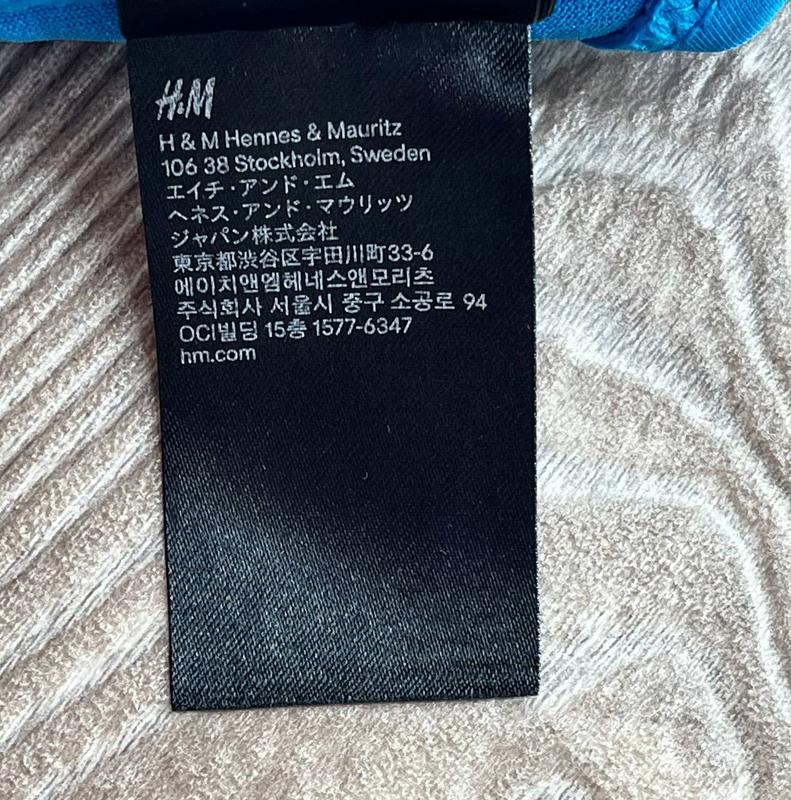 H&M
H & M Hennes & Mauritz
106 38 Stockholm, Sweden
エイチ・アンド・エム
ヘネス・アンド・マウリッツ
ジャパン株式会社
東京都渋谷区宇田川町33-6
에이치앤엠헤네스앤모리츠
주식회사 서울시 중구 소공로 94
OCI빌딩 15층 1577-6347
hm.com